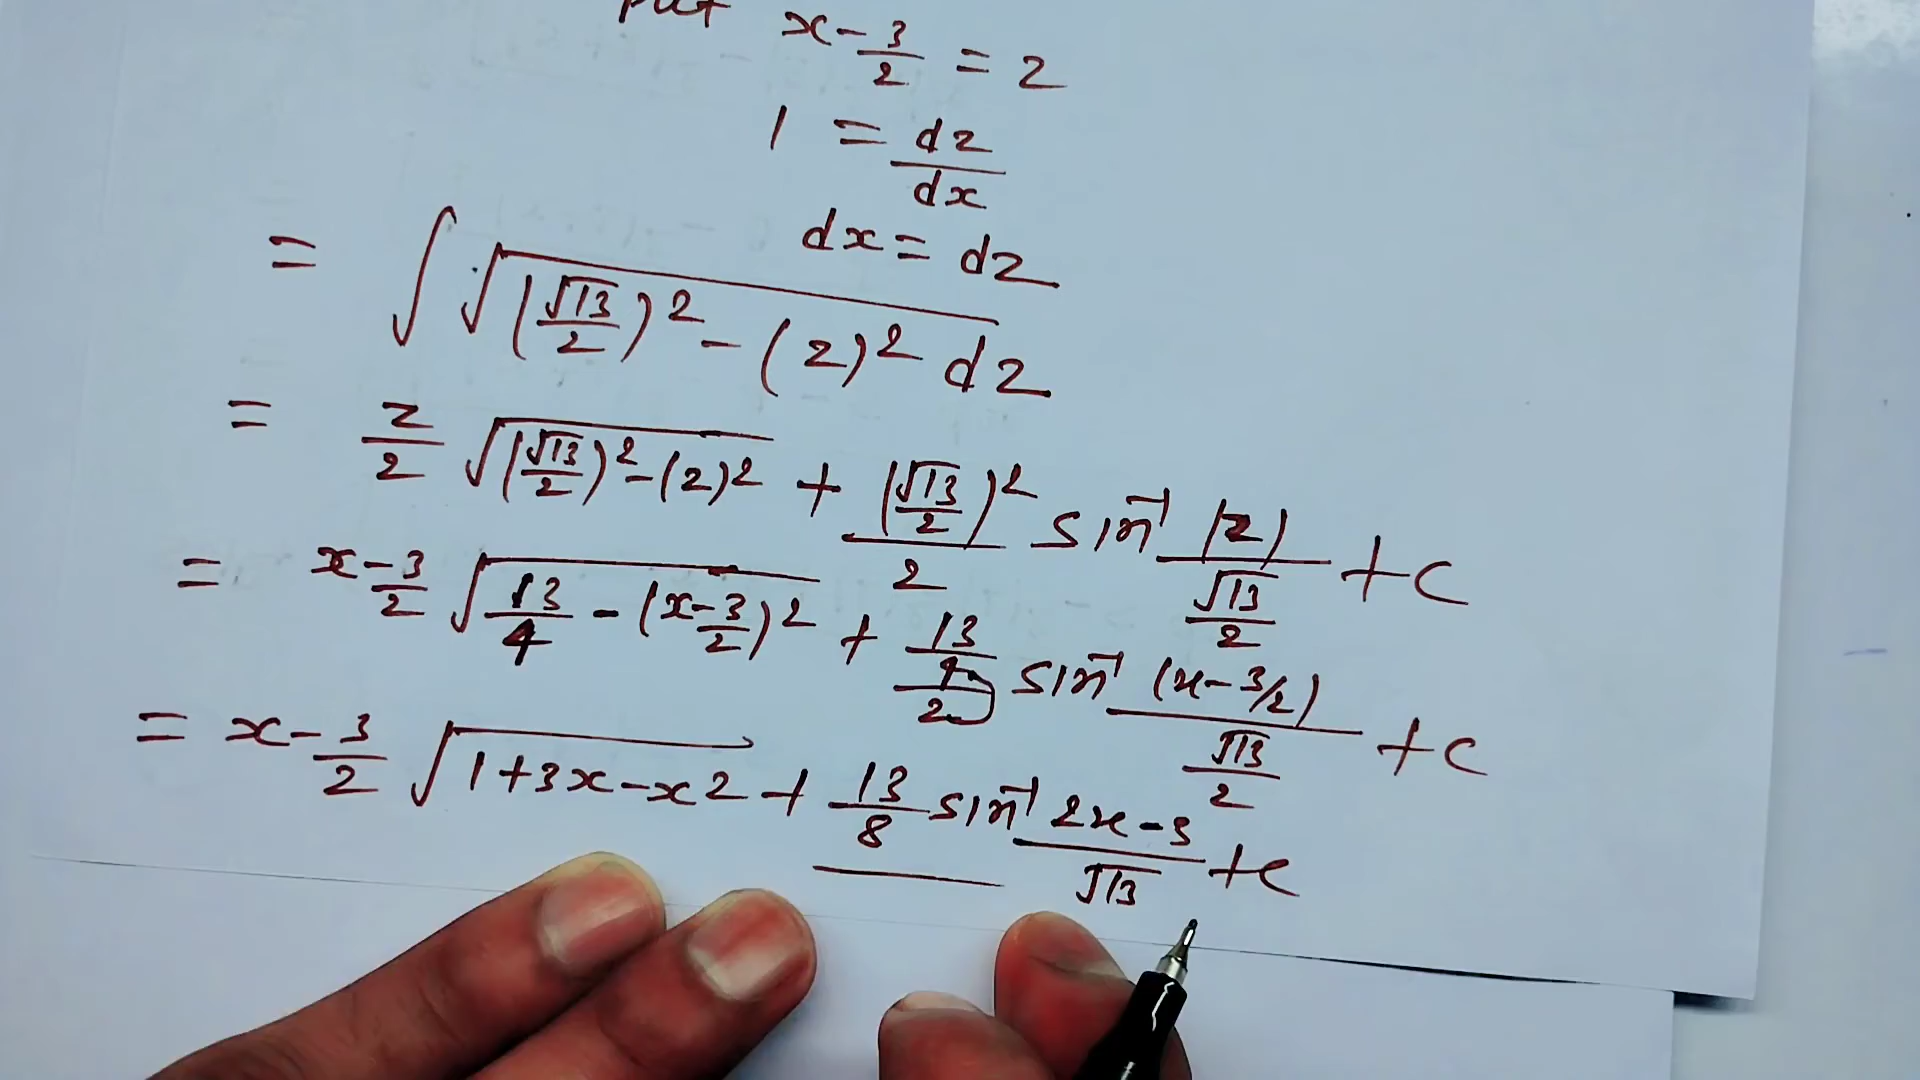 put x - 3/2 = z
1 = dz/dx
dx = dz
= ∫ √((√13/2)² - (z)²) dz
= z/2 √((√13/2)² - (z)²) + (√13/2)²/2 sin⁻¹ (z)/(√13/2) + c
= x - 3/2 √(13/4 - (x - 3/2)²) + 13/4/2 sin⁻¹ (x - 3/2)/(√13/2) + c
= x - 3/2 √(1 + 3x - x2) + 13/8 sin⁻¹ 2x - 3/√13 + c